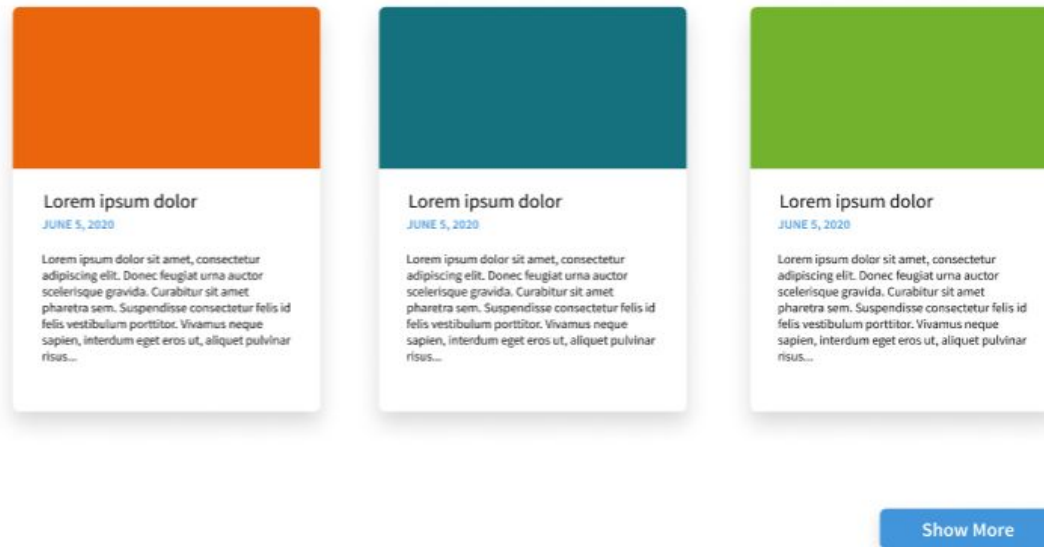 Lorem ipsum dolor
JUNE 5, 2020
Lorem ipsum dolor sit amet, consectetur
adipiscing elit. Donec feugiat urna auctor
scelerisque gravida. Curabitur sit amet
pharetra sem. Suspendisse consectetur felis id
felis vestibulum porttitor. Vivamus neque
sapien, interdum eget eros ut, aliquet pulvinar
risus...
Lorem ipsum dolor
JUNE 5, 2020
Lorem ipsum dolor sit amet, consectetur
adipiscing elit. Donec feugiat urna auctor
scelerisque gravida. Curabitur sit amet
pharetra sem. Suspendisse consectetur felis id
felis vestibulum porttitor. Vivamus neque
sapien, interdum eget eros ut, aliquet pulvinar
risus...
Lorem ipsum dolor
JUNE 5, 2020
Lorem ipsum dolor sit amet, consectetur
adipiscing elit. Donec feugiat urna auctor
scelerisque gravida. Curabitur sit amet
pharetra sem. Suspendisse consectetur felis id
felis vestibulum porttitor. Vivamus neque
sapien, interdum eget eros ut, aliquet pulvinar
risus...
Show More